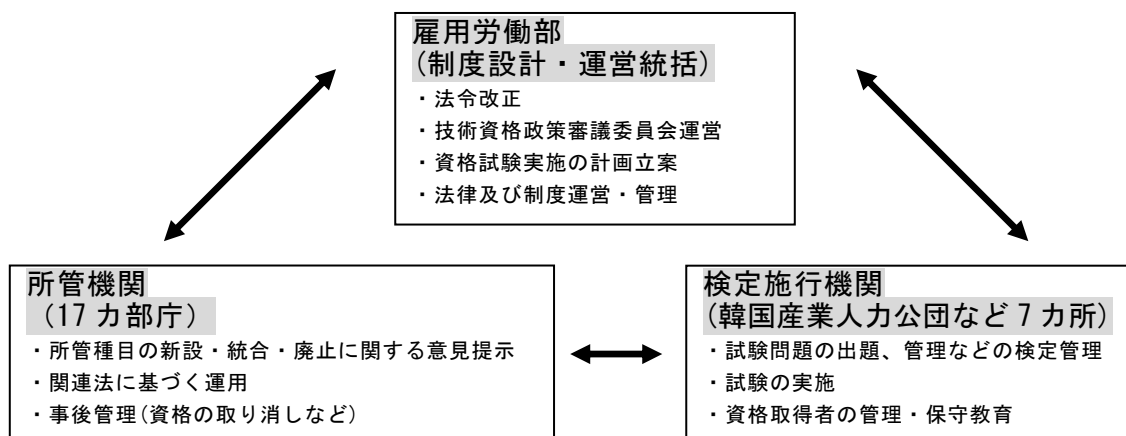 雇用労働部
(制度設計・運営統括)
・法令改正
・技術資格政策審議委員会運営
・資格試験実施の計画立案
・法律及び制度運営・管理
所管機関
（17 カ部庁）
・所管種目の新設・統合・廃止に関する意見提示
・関連法に基づく運用
・事後管理(資格の取り消しなど)
検定施行機関
(韓国産業人力公団など 7 カ所)
・試験問題の出題、管理などの検定管理
・試験の実施
・資格取得者の管理・保守教育